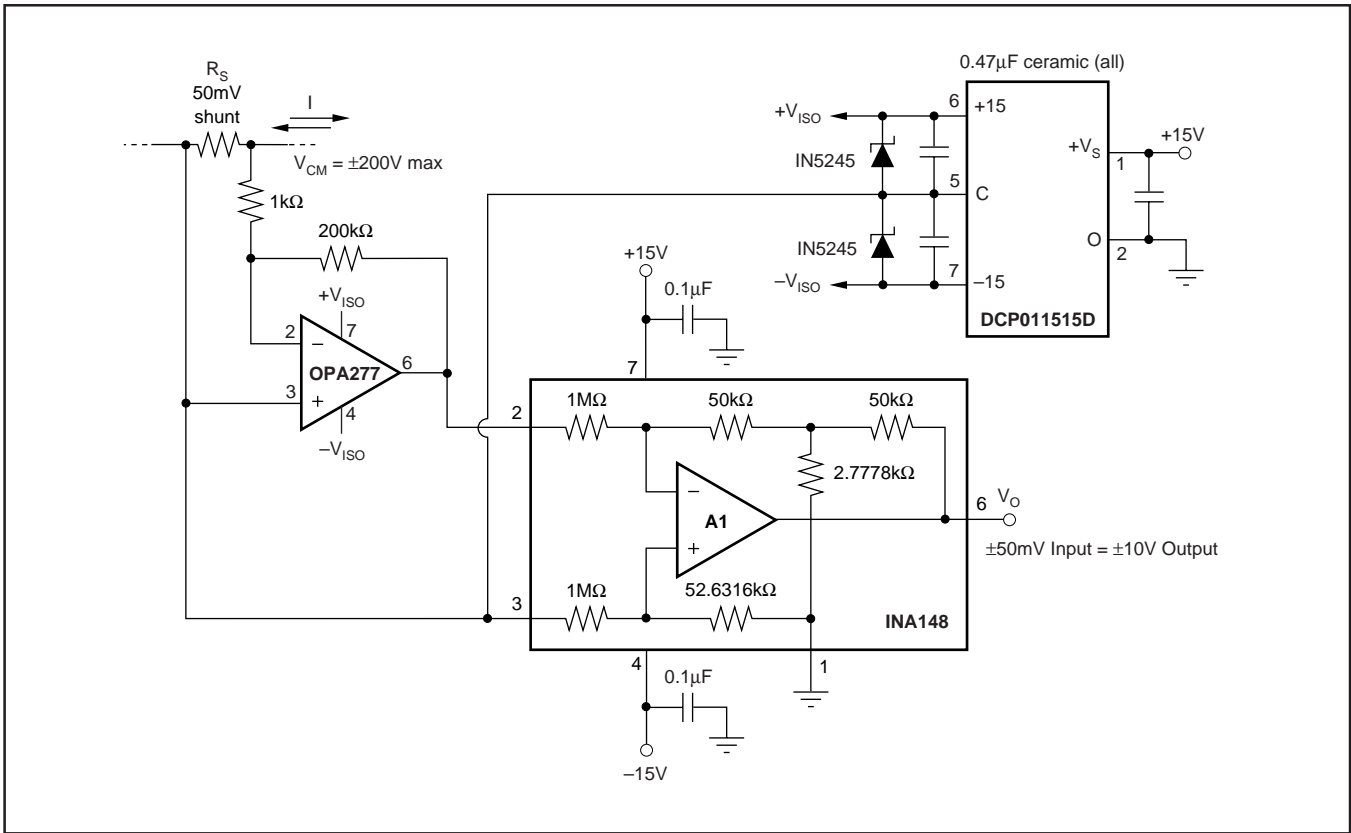 R_S
50mV
shunt
I
V_CM = ±200V max
1kΩ
200kΩ
+V_ISO
2
–
7
OPA277
6
3
+
4
–V_ISO
0.47μF ceramic (all)
+V_ISO
6
+15
IN5245
+V_S
1
+15V
5
C
IN5245
O
2
–V_ISO
7
–15
DCP011515D
+15V
0.1μF
7
2
1MΩ
50kΩ
50kΩ
2.7778kΩ
–
A1
+
6
V_O
±50mV Input = ±10V Output
3
1MΩ
52.6316kΩ
INA148
4
1
0.1μF
–15V